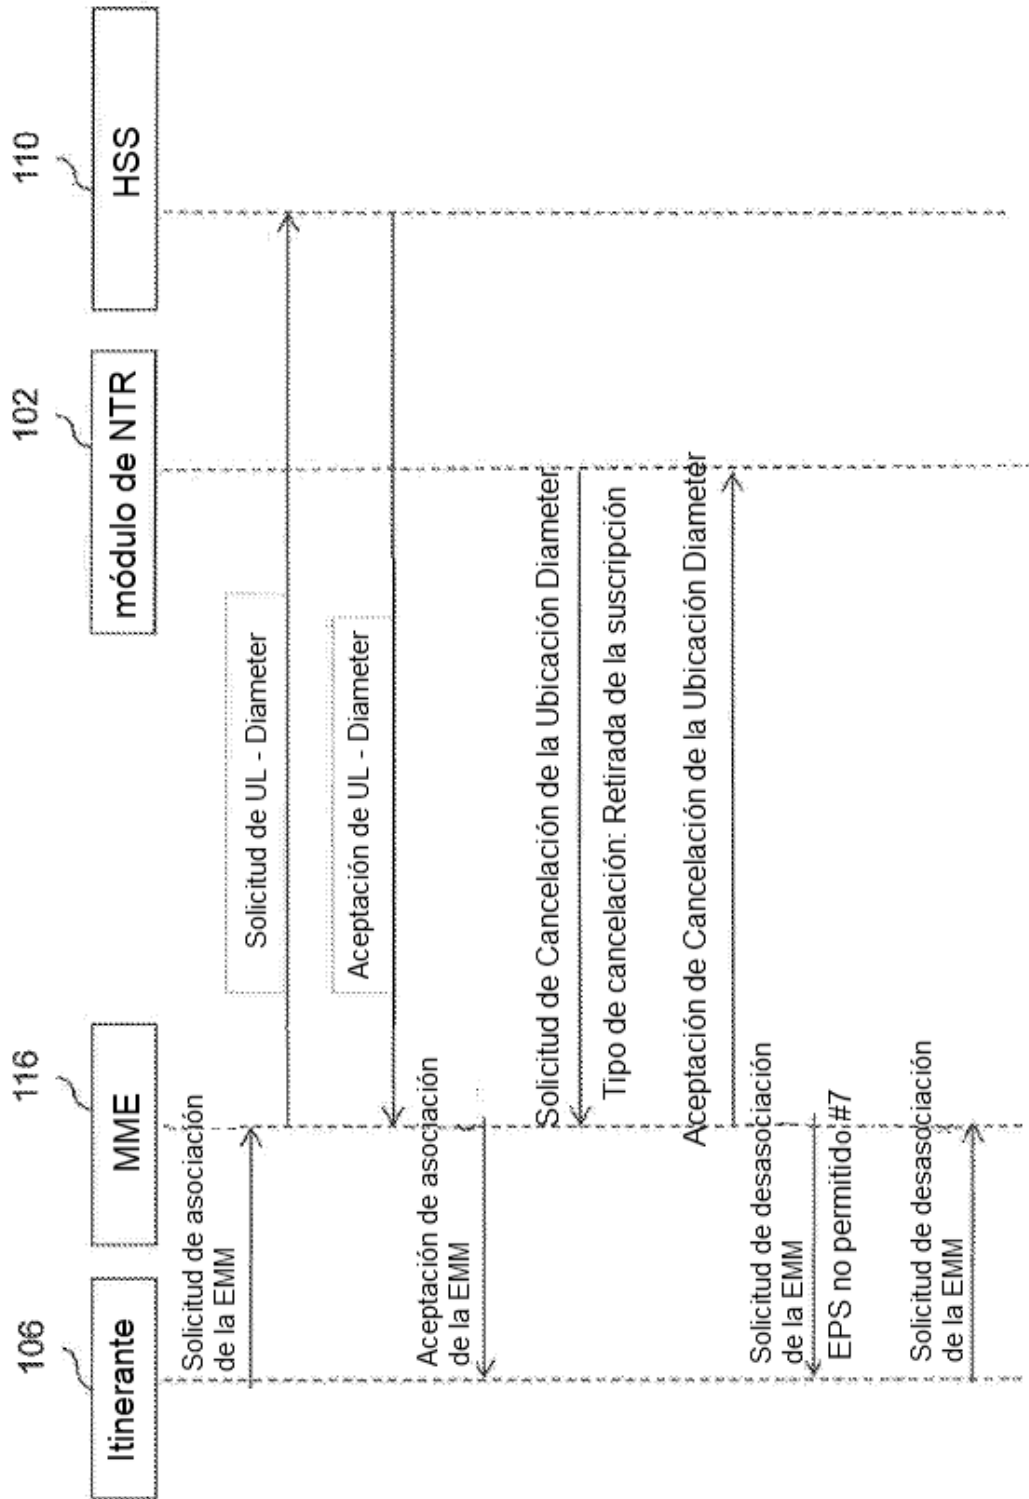 106
Itinerante
116
MME
102
módulo de NTR
110
HSS
Solicitud de asociación
de la EMM
Solicitud de UL - Diameter
Aceptación de UL - Diameter
Aceptación de asociación
de la EMM
Solicitud de Cancelación de la Ubicación Diameter
Tipo de cancelación: Retirada de la suscripción
Aceptación de Cancelación de la Ubicación Diameter
Solicitud de desasociación
de la EMM
EPS no permitido #7
Solicitud de desasociación
de la EMM